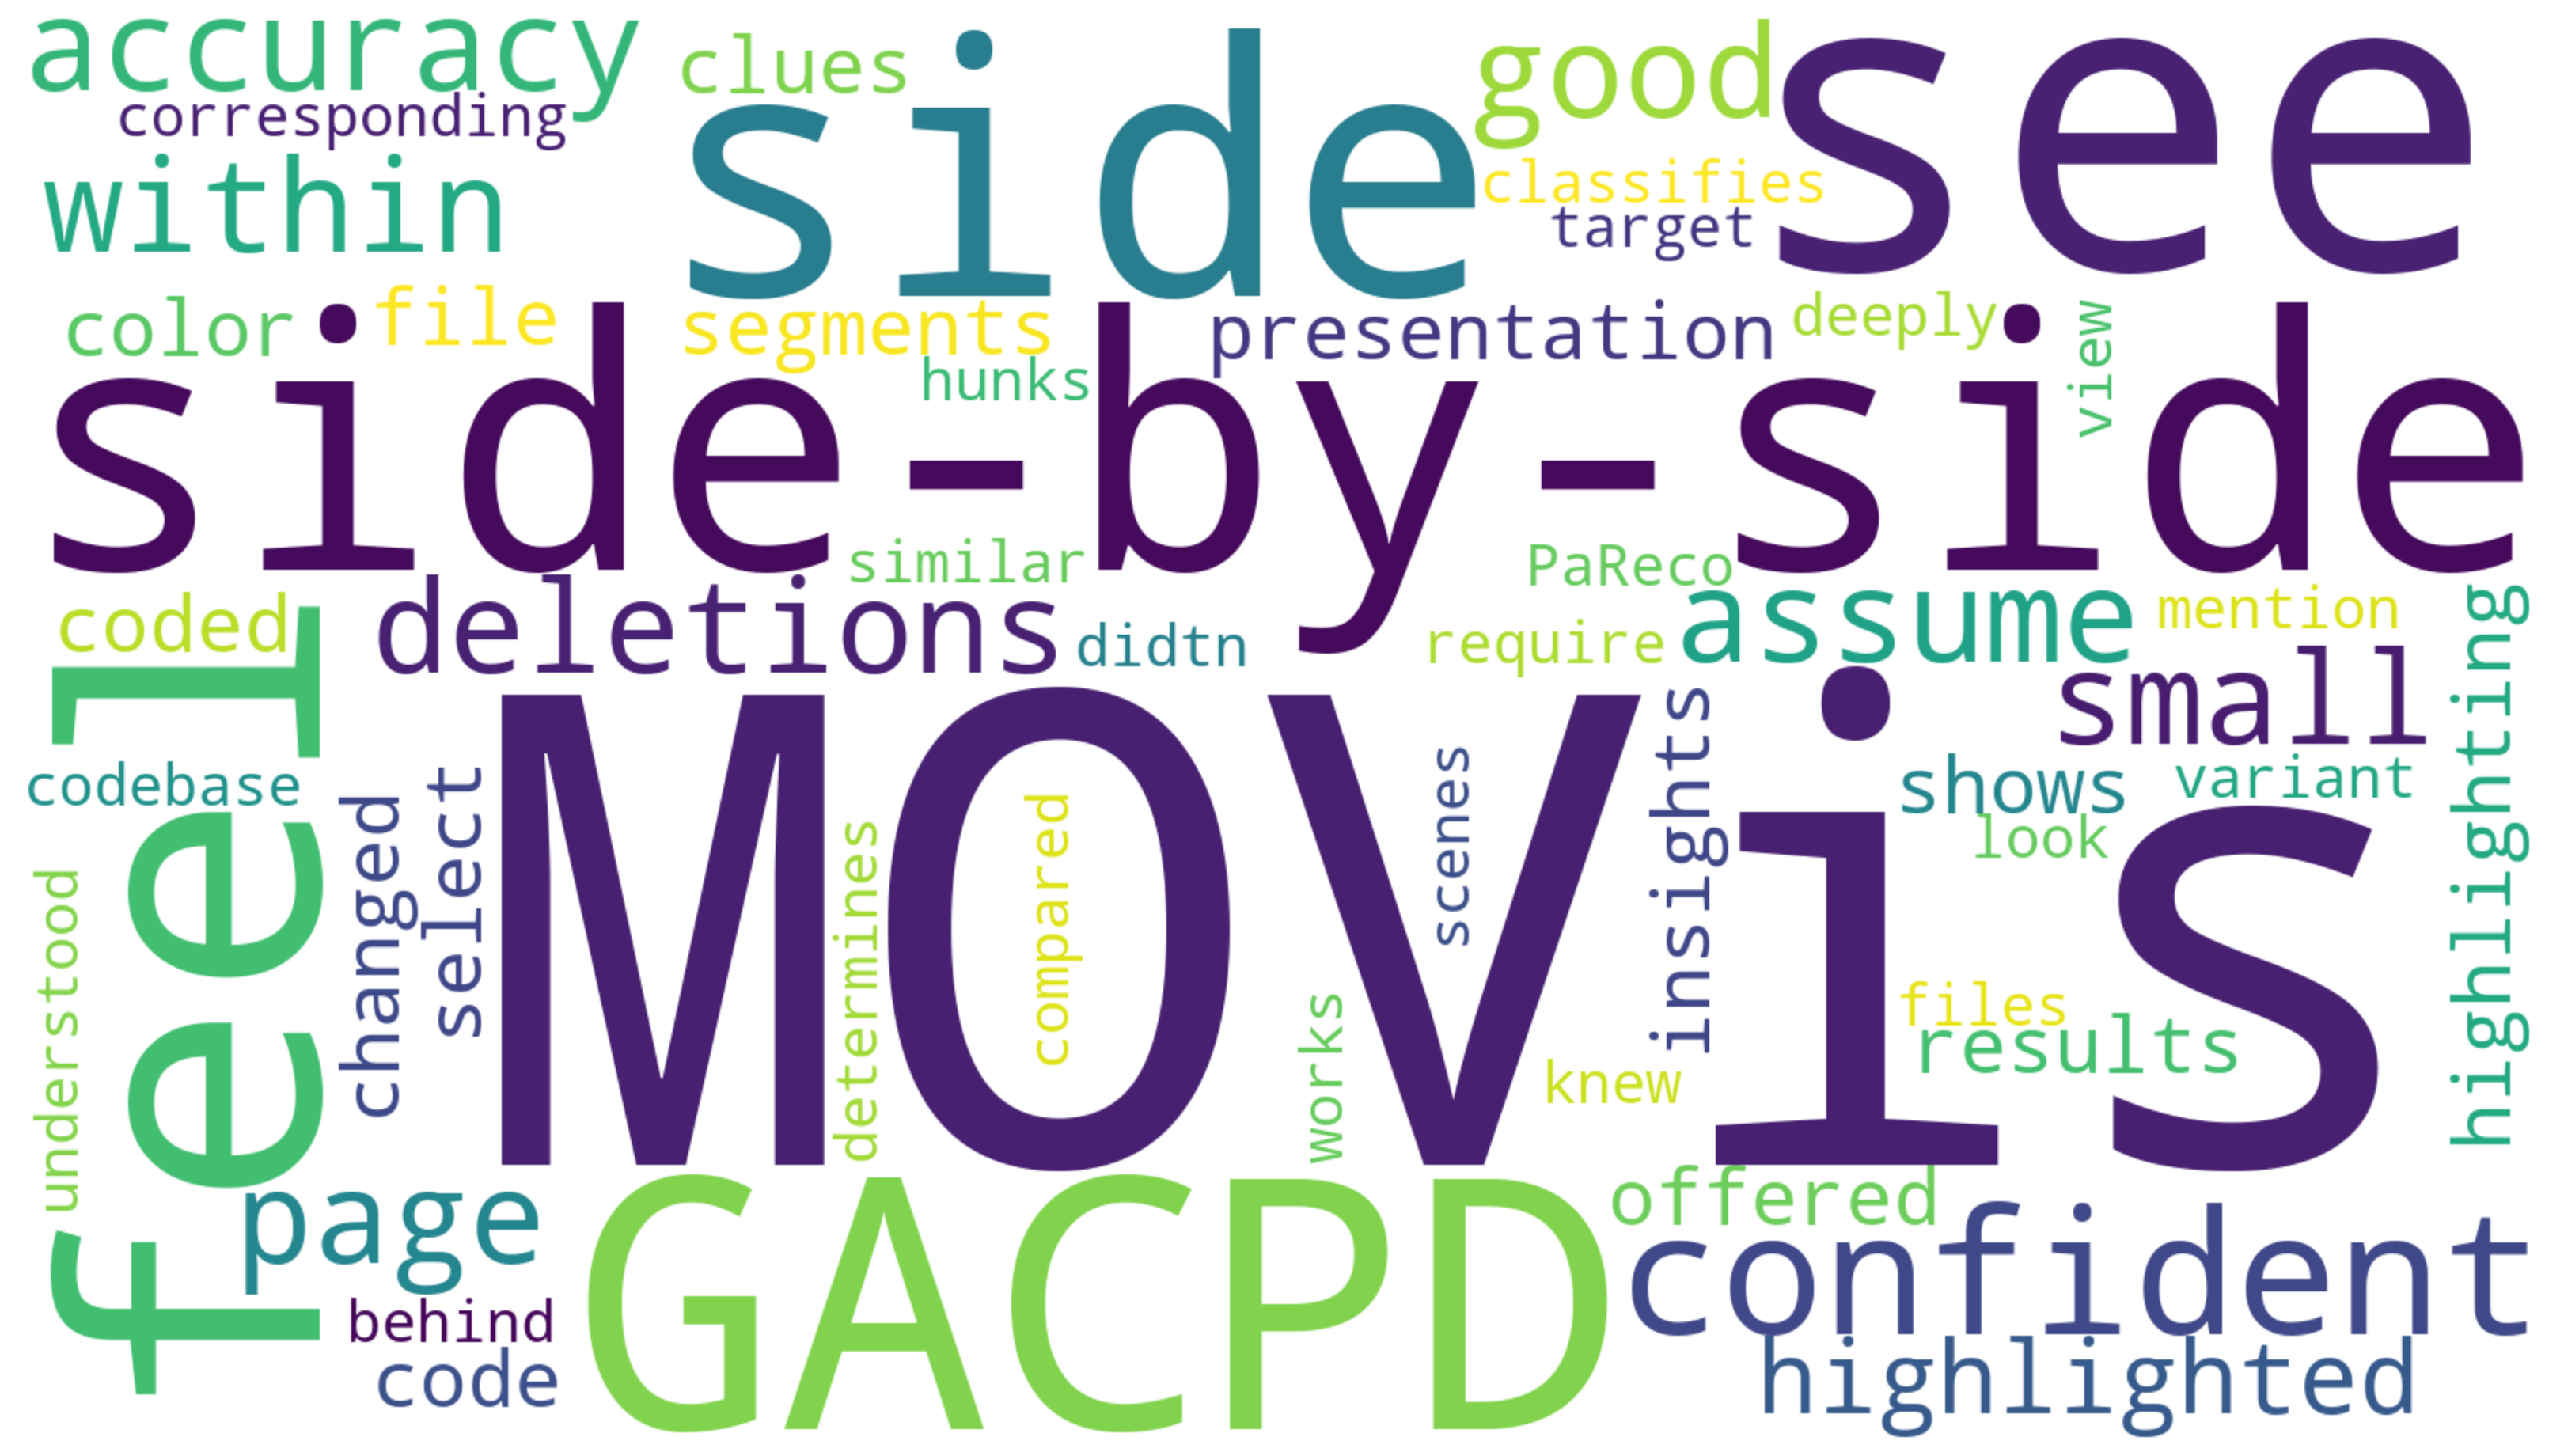 accuracy
clues
side
good
see
corresponding
classifies
target
within
color
file
segments
presentation
deeply
view
hunks
side-by-side
similar
PaReco
coded
deletions
didtn
require
assume
mention
highlighting
feel
small
MOVis
codebase
changed
select
determines
compared
scenes
insights
shows
variant
look
understood
works
files
results
knew
page
GACPD
offered
confident
behind
code
highlighted